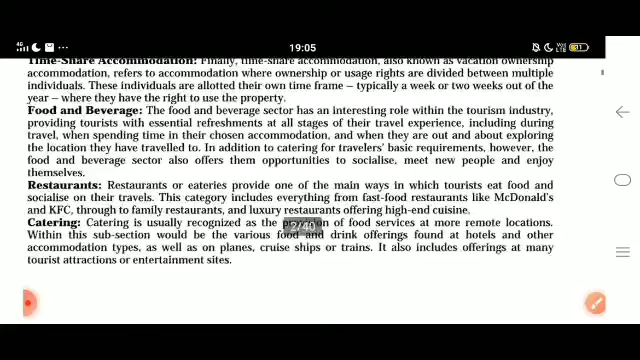 4G
19:05
Time-Share Accommodation: Finally, time-share accommodation, also known as vacation ownership
accommodation, refers to accommodation where ownership or usage rights are divided between multiple
individuals. These individuals are allotted their own time frame – typically a week or two weeks out of the
year – where they have the right to use the property.
Food and Beverage: The food and beverage sector has an interesting role within the tourism industry,
providing tourists with essential refreshments at all stages of their travel experience, including during
travel, when spending time in their chosen accommodation, and when they are out and about exploring
the location they have travelled to. In addition to catering for travelers' basic requirements, however, the
food and beverage sector also offers them opportunities to socialise, meet new people and enjoy
themselves.
Restaurants: Restaurants or eateries provide one of the main ways in which tourists eat food and
socialise on their travels. This category includes everything from fast-food restaurants like McDonald's
and KFC, through to family restaurants, and luxury restaurants offering high-end cuisine.
Catering: Catering is usually recognized as the provision of food services at more remote locations.
2/40
Within this sub-section would be the various food and drink offerings found at hotels and other
accommodation types, as well as on planes, cruise ships or trains. It also includes offerings at many
tourist attractions or entertainment sites.